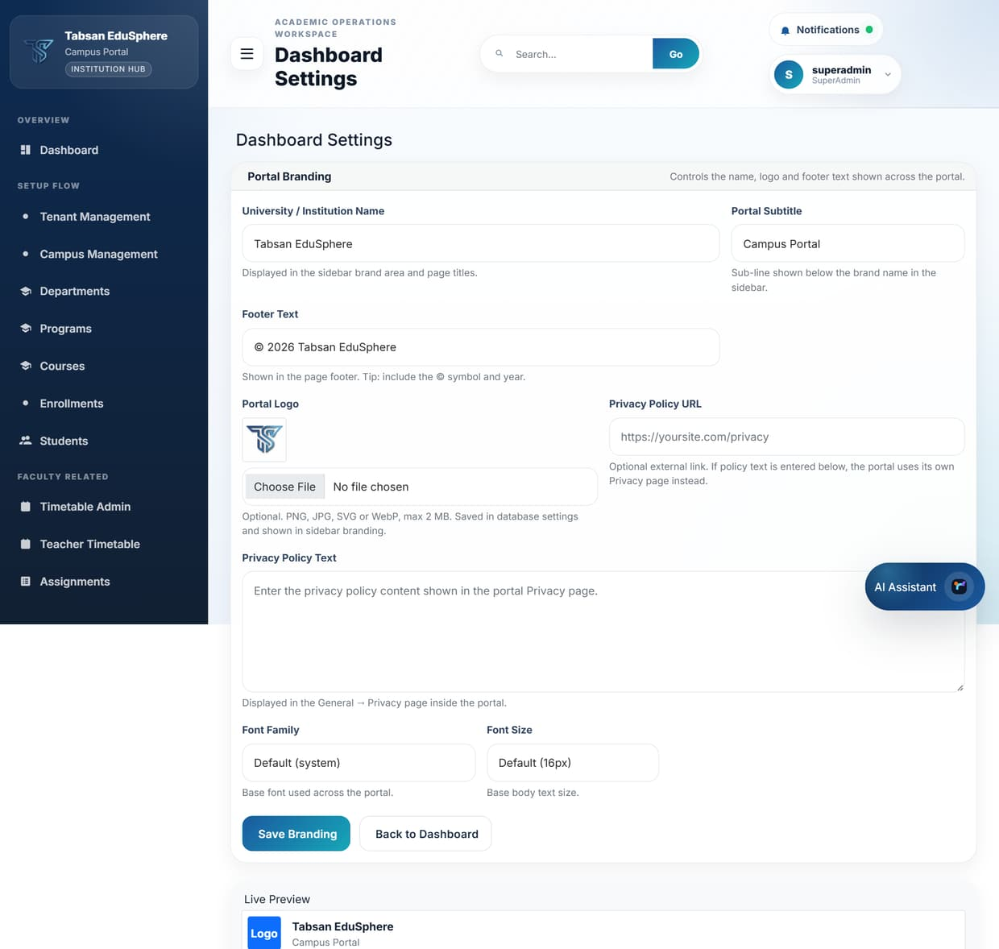 Tabsan EduSphere
Campus Portal
INSTITUTION HUB
OVERVIEW
Dashboard
SETUP FLOW
Tenant Management
Campus Management
Departments
Programs
Courses
Enrollments
Students
FACULTY RELATED
Timetable Admin
Teacher Timetable
Assignments
ACADEMIC OPERATIONS
WORKSPACE
Dashboard
Settings
Search...
Go
Notifications
S
superadmin
SuperAdmin
Dashboard Settings
Portal Branding
Controls the name, logo and footer text shown across the portal.
University / Institution Name
Tabsan EduSphere
Displayed in the sidebar brand area and page titles.
Portal Subtitle
Campus Portal
Sub-line shown below the brand name in the
sidebar.
Footer Text
© 2026 Tabsan EduSphere
Shown in the page footer. Tip: include the © symbol and year.
Portal Logo
Choose File No file chosen
Optional. PNG, JPG, SVG or WebP, max 2 MB. Saved in database settings
and shown in sidebar branding.
Privacy Policy URL
https://yoursite.com/privacy
Optional external link. If policy text is entered below, the portal uses its own
Privacy page instead.
Privacy Policy Text
Enter the privacy policy content shown in the portal Privacy page.
AI Assistant
Displayed in the General → Privacy page inside the portal.
Font Family
Default (system)
Base font used across the portal.
Font Size
Default (16px)
Base body text size.
Save Branding
Back to Dashboard
Live Preview
Logo
Tabsan EduSphere
Campus Portal